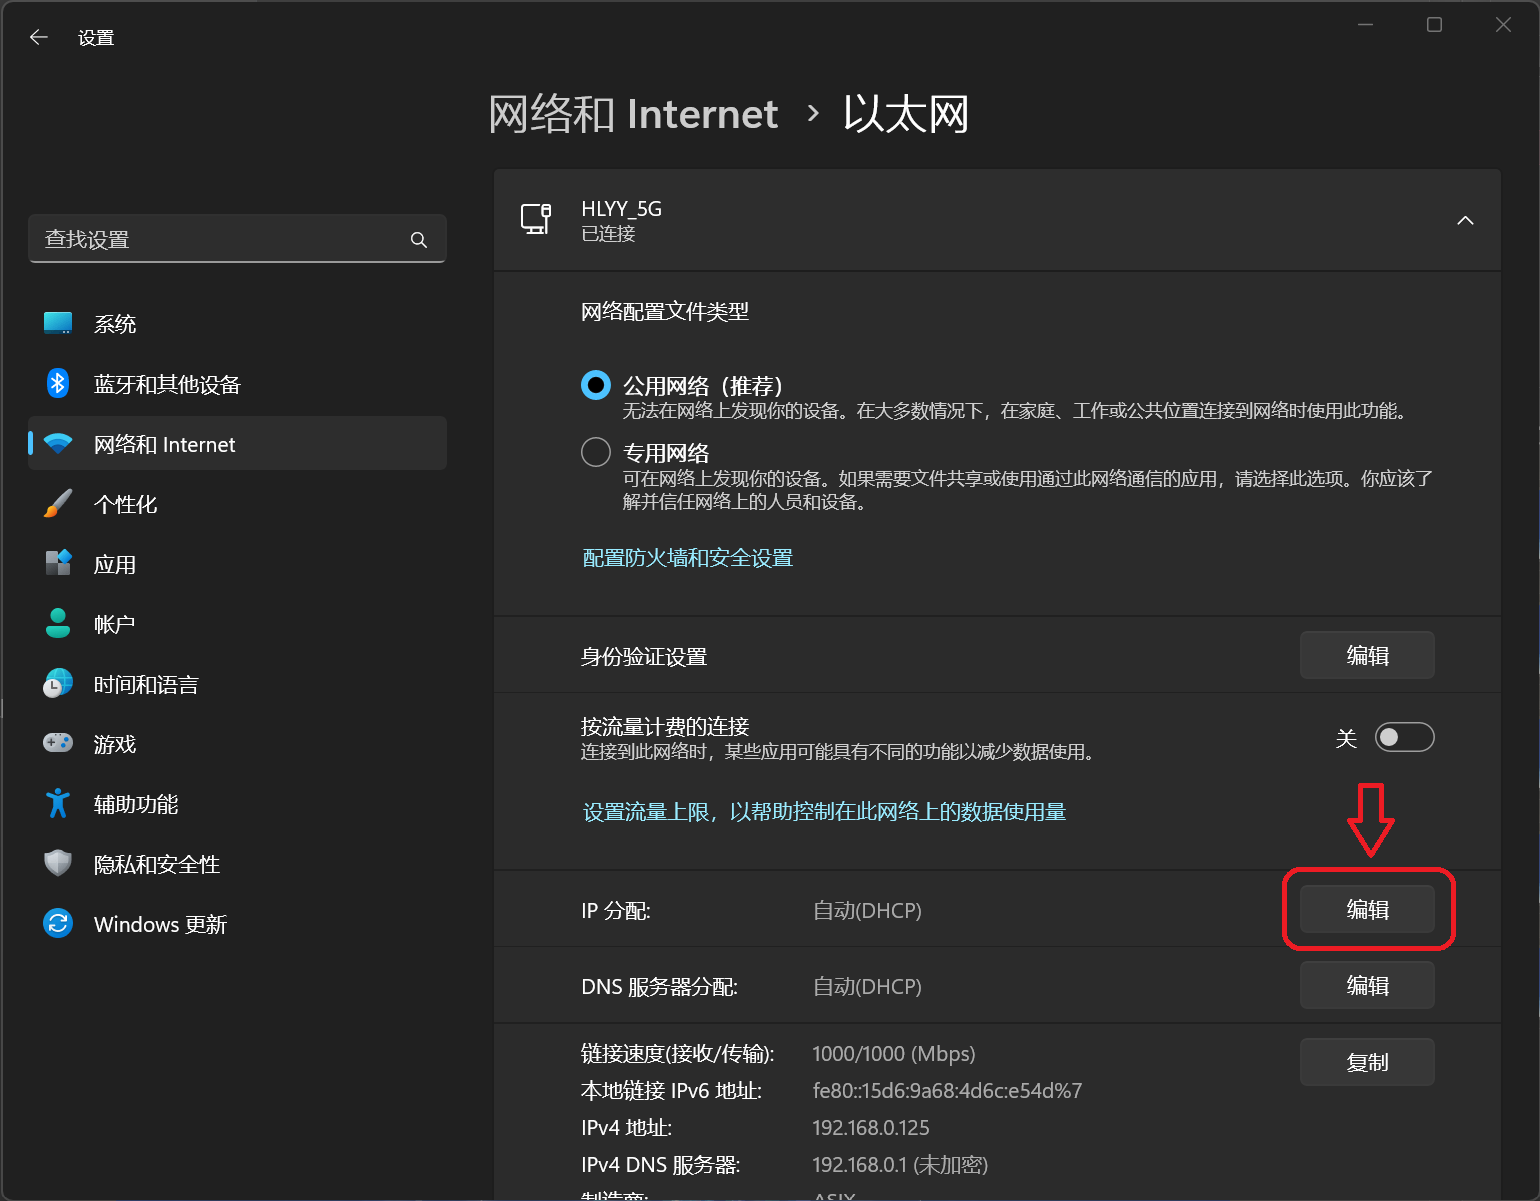 设置
网络和 Internet › 以太网
查找设置
系统
蓝牙和其他设备
网络和 Internet
个性化
应用
帐户
时间和语言
游戏
辅助功能
隐私和安全性
Windows 更新
HLYY_5G
已连接
网络配置文件类型
公用网络（推荐）
无法在网络上发现你的设备。在大多数情况下，在家庭、工作或公共位置连接到网络时使用此功能。
专用网络
可在网络上发现你的设备。如果需要文件共享或使用通过此网络通信的应用，请选择此选项。你应该了
解并信任网络上的人员和设备。
配置防火墙和安全设置
身份验证设置 编辑
按流量计费的连接
连接到此网络时，某些应用可能具有不同的功能以减少数据使用。
关
设置流量上限，以帮助控制在此网络上的数据使用量
IP 分配: 自动(DHCP) 编辑
DNS 服务器分配: 自动(DHCP) 编辑
链接速度(接收/传输): 1000/1000 (Mbps) 复制
本地链接 IPv6 地址: fe80::15d6:9a68:4d6c:e54d%7
IPv4 地址: 192.168.0.125
IPv4 DNS 服务器: 192.168.0.1 (未加密)
制造商: ASIX